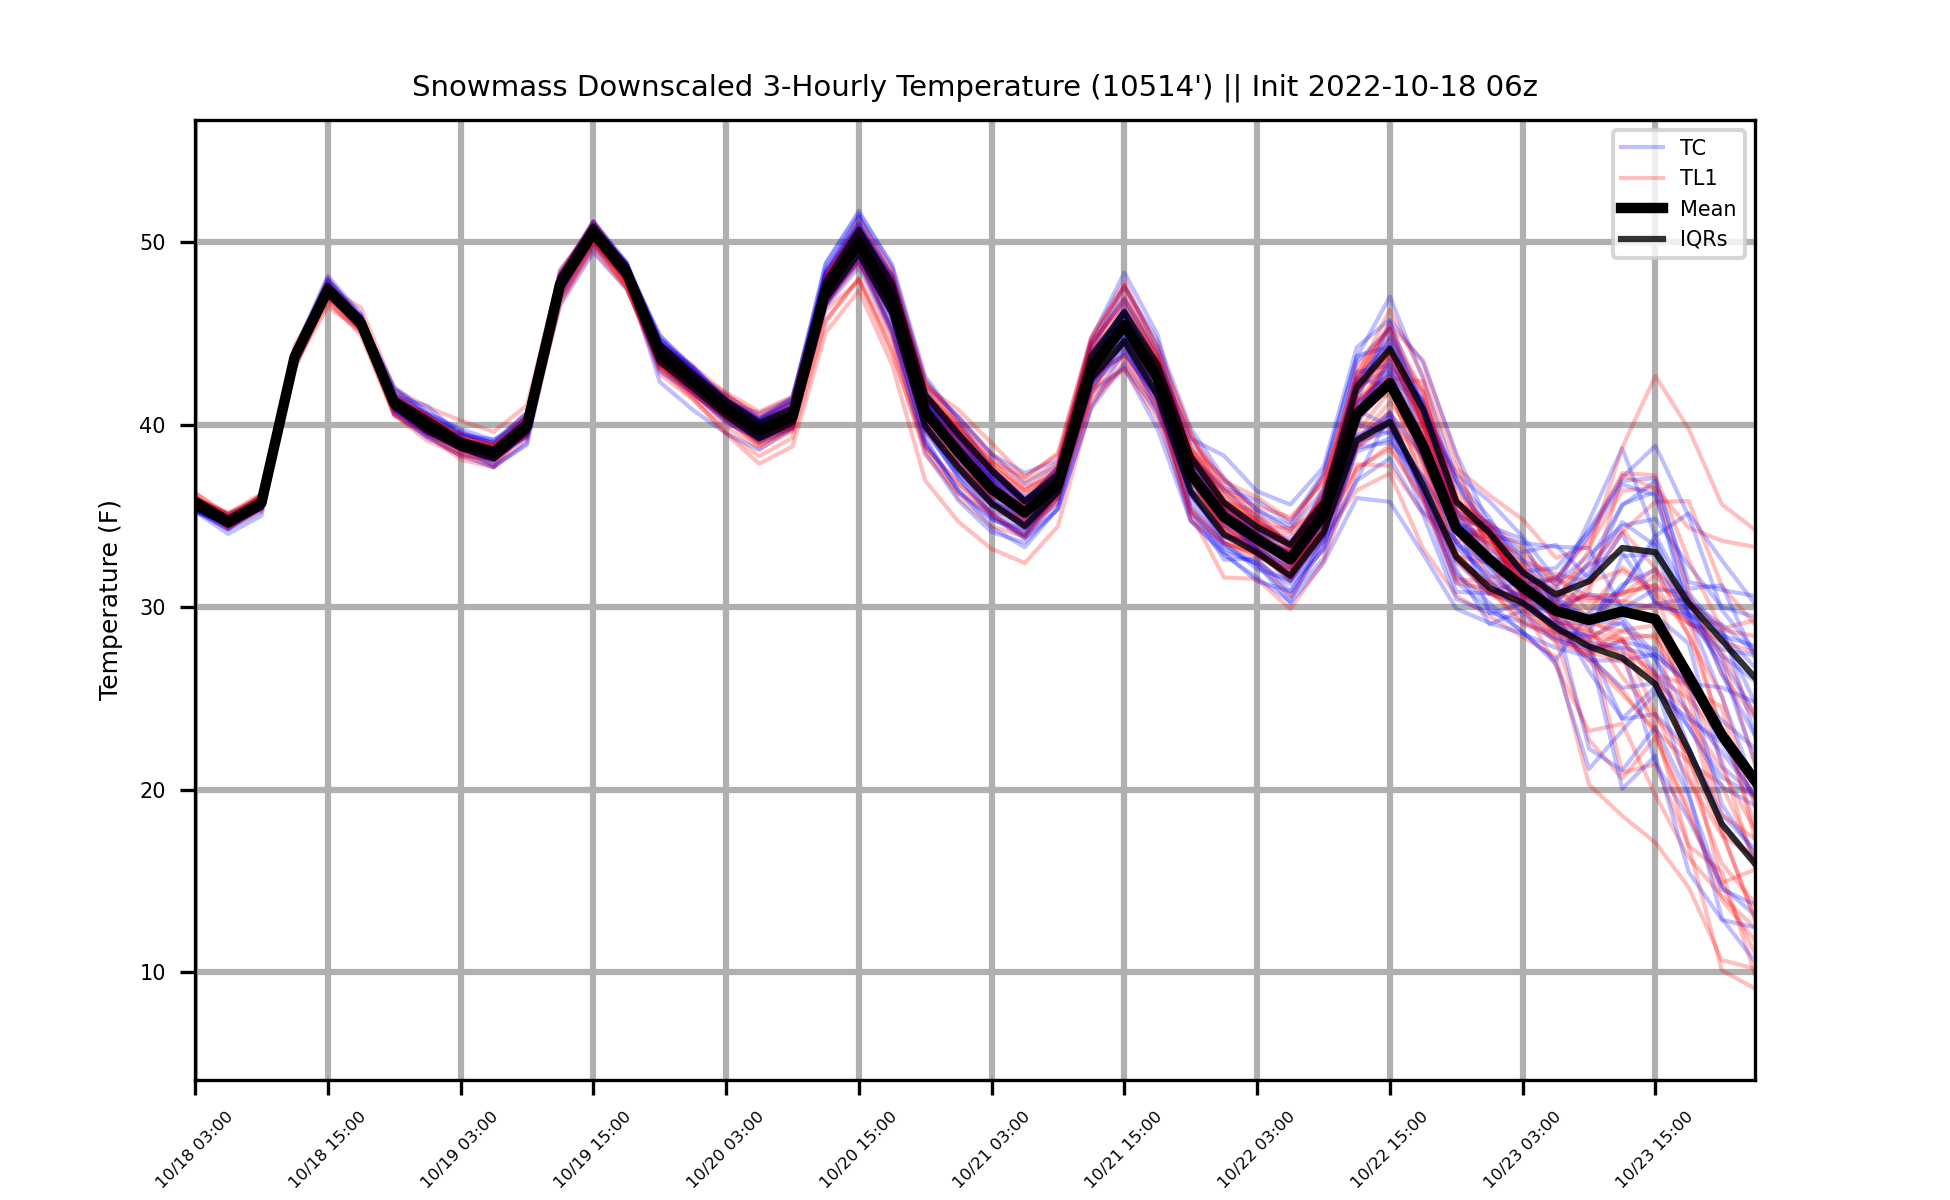 Snowmass Downscaled 3-Hourly Temperature (10514') || Init 2022-10-18 06z
TC
TL1
Mean
IQRs
Temperature (F)
50
40
30
20
10
10/18 03:00
10/18 15:00
10/19 03:00
10/19 15:00
10/20 03:00
10/20 15:00
10/21 03:00
10/21 15:00
10/22 03:00
10/22 15:00
10/23 03:00
10/23 15:00